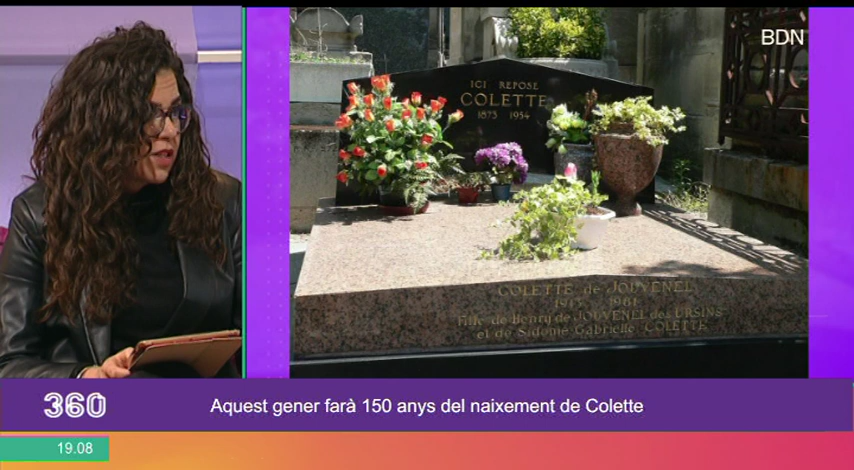 BDN
ICI REPOSE
COLETTE
1873 1954
COLETTE de JOUVENEL
1913 1981
Fille de Henry de JOUVENEL des URSINS
et de Sidonie-Gabrielle COLETTE
360
Aquest gener farà 150 anys del naixement de Colette
19.08